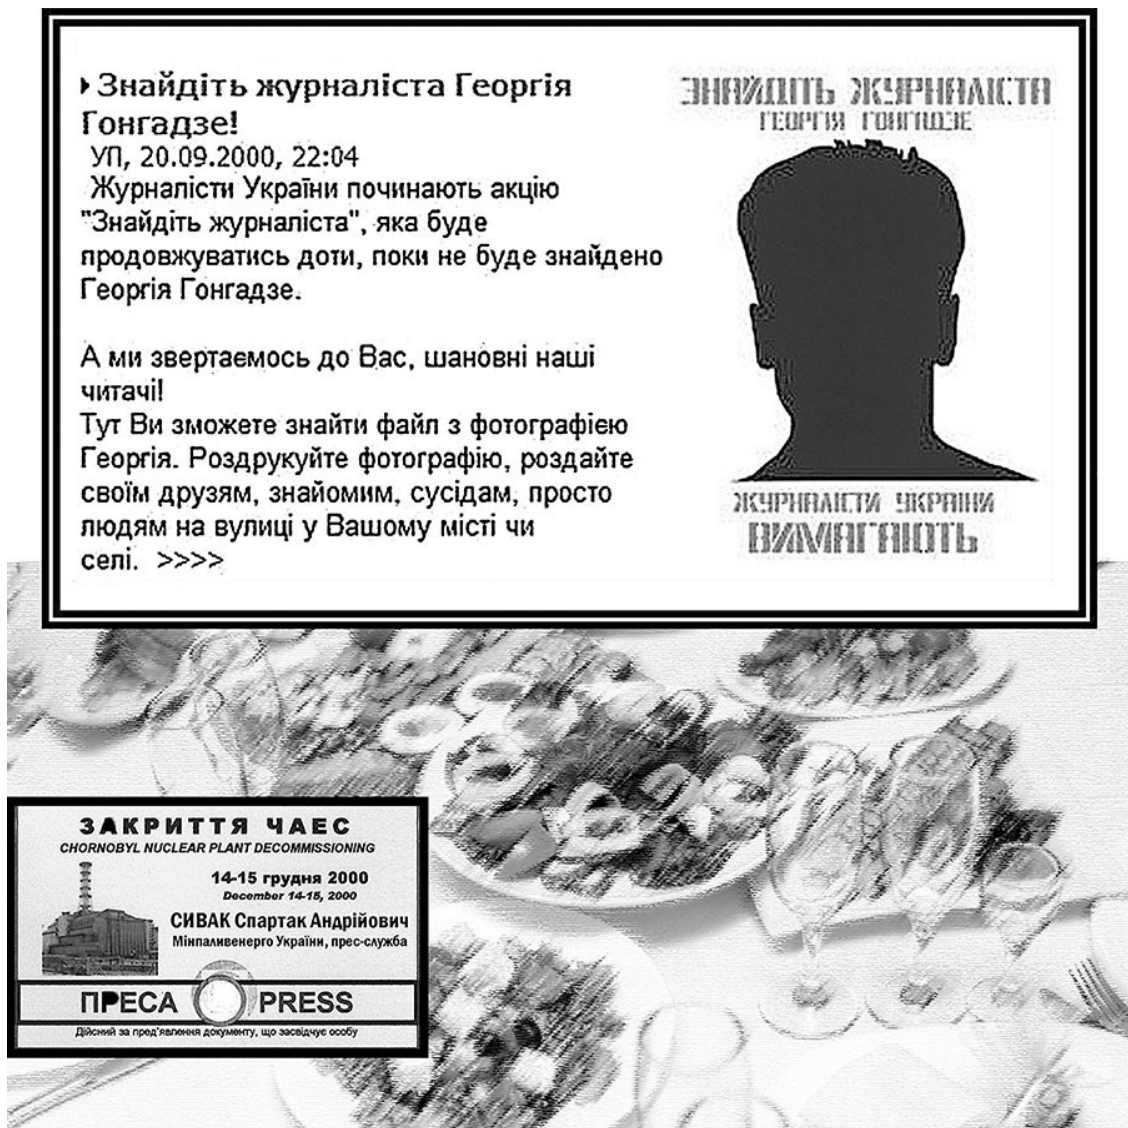 Знайдіть журналіста Георгія
Гонгадзе!
УП, 20.09.2000, 22:04
Журналісти України починають акцію
"Знайдіть журналіста", яка буде
продовжуватись доти, поки не буде знайдено
Георгія Гонгадзе.
А ми звертаємось до Вас, шановні наші
читачі!
Тут Ви зможете знайти файл з фотографією
Георгія. Роздрукуйте фотографію, роздайте
своїм друзям, знайомим, сусідам, просто
людям на вулиці у Вашому місті чи
селі. >>>>
ЗНАЙДІТЬ ЖУРНАЛІСТА
ГЕОРГІЯ ГОНГАДЗЕ
ЖУРНАЛІСТИ УКРАЇНИ
ВИМАГАЮТЬ
ЗАКРИТТЯ ЧАЕС
CHORNOBYL NUCLEAR PLANT DECOMMISSIONING
14-15 грудня 2000
December 14-15, 2000
СИВАК Спартак Андрійович
Мінпаливенерго України, прес-служба
ПРЕСА PRESS
Дійсний за пред'явлення документу, що засвідчує особу